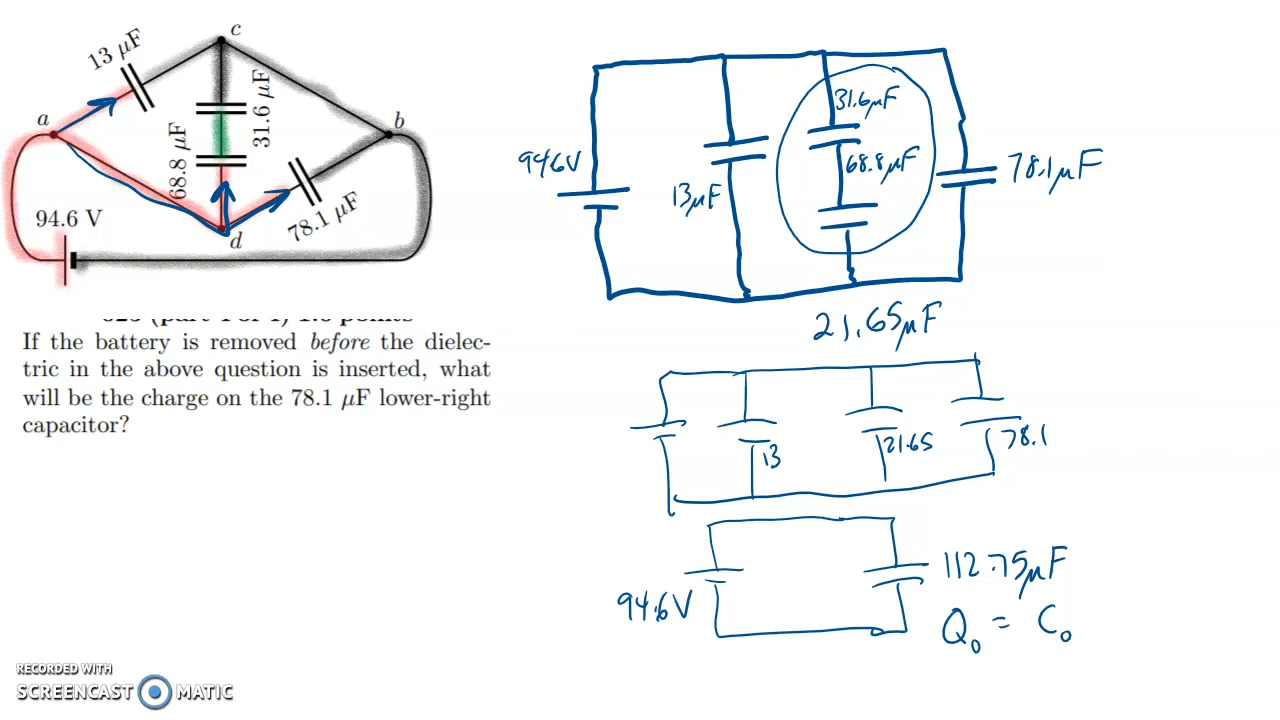 c
13 μF
31.6 μF
a
b
68.8 μF
78.1 μF
94.6 V
d
If the battery is removed before the dielec-
tric in the above question is inserted, what
will be the charge on the 78.1 μF lower-right
capacitor?
31.6μF
94.6V
68.8μF
78.1μF
13μF
21.65μF
13
21.65
78.1
112.75μF
94.6V
Q₀ = C₀
RECORDED WITH
SCREENCAST MATIC